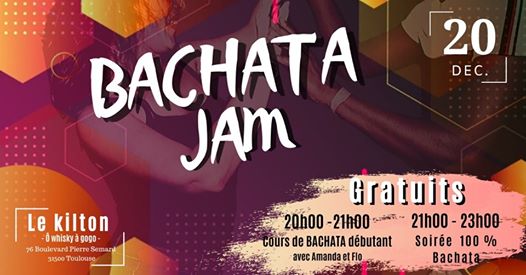 BACHATA
JAM
20
DEC.
Gratuits
20h00 -21h00
Cours de BACHATA débutant
avec Amanda et Flo
21h00 - 23h00
Soirée 100 %
Bachata
Le kilton
- Ô whisky à gogo -
76 Boulevard Pierre Semard
31500 Toulouse